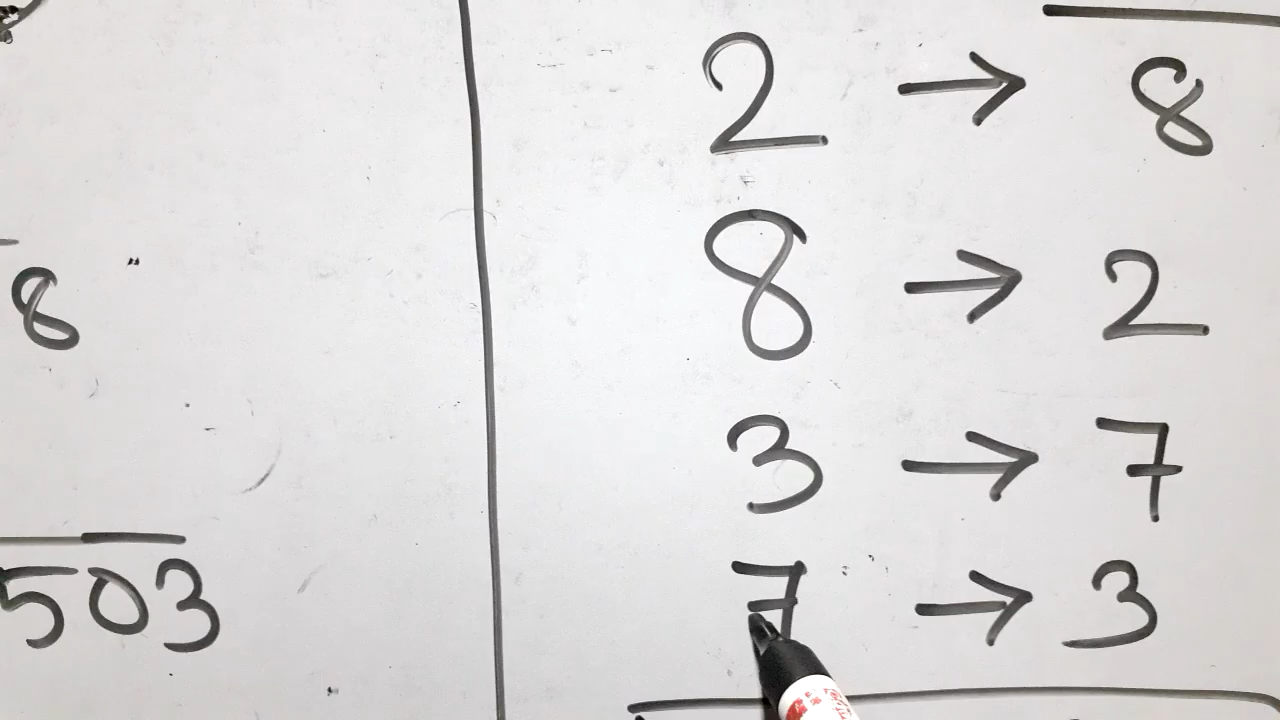 2 → 8
8 → 2
8
3 → 7
503
7 → 3